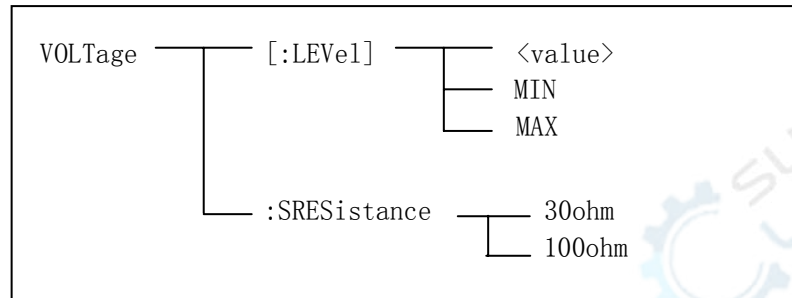 VOLTage [:LEVel] <value>
MIN
MAX
:SRESistance 30ohm
100ohm